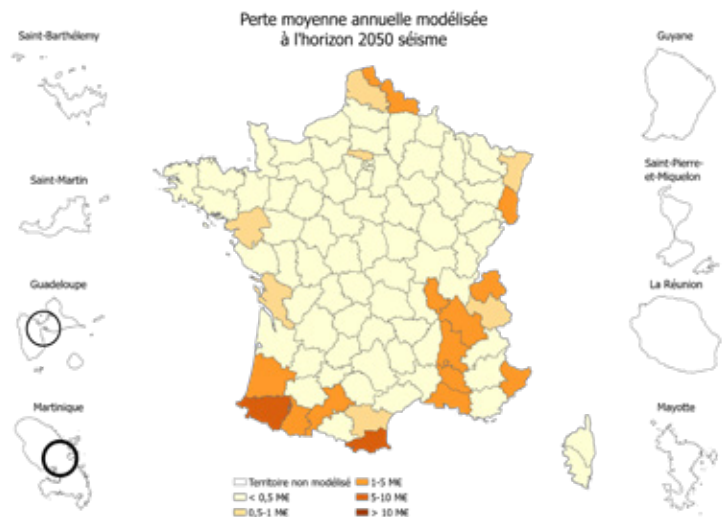 Perte moyenne annuelle modélisée
à l'horizon 2050 séisme
Saint-Barthélemy
Guyane
Saint-Martin
Saint-Pierre-
et-Miquelon
Guadeloupe
La Réunion
Martinique
Mayotte
Territoire non modélisé
< 0,5 M€
0,5-1 M€
1-5 M€
5-10 M€
> 10 M€